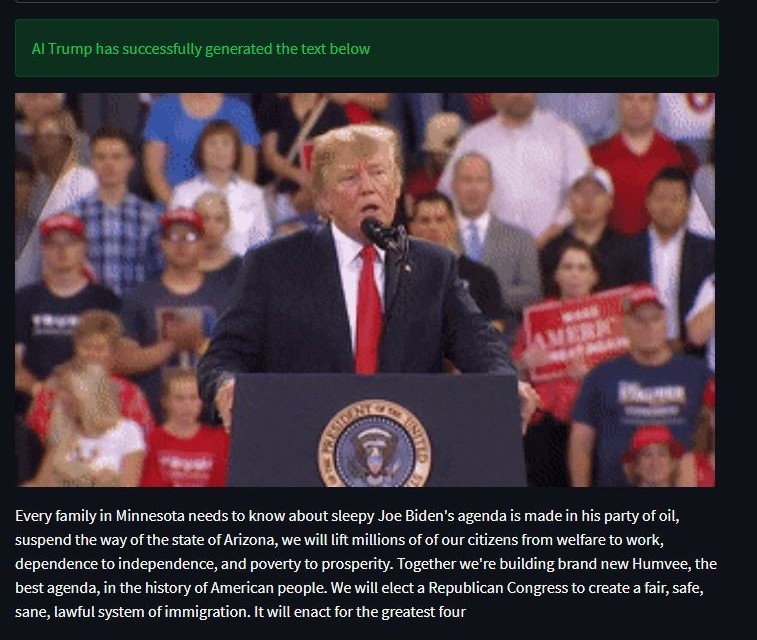 AI Trump has successfully generated the text below
TRUMP
MAKE
AMERIC
PRESIDENT OF THE UNITED
Every family in Minnesota needs to know about sleepy Joe Biden's agenda is made in his party of oil,
suspend the way of the state of Arizona, we will lift millions of of our citizens from welfare to work,
dependence to independence, and poverty to prosperity. Together we're building brand new Humvee, the
best agenda, in the history of American people. We will elect a Republican Congress to create a fair, safe,
sane, lawful system of immigration. It will enact for the greatest four